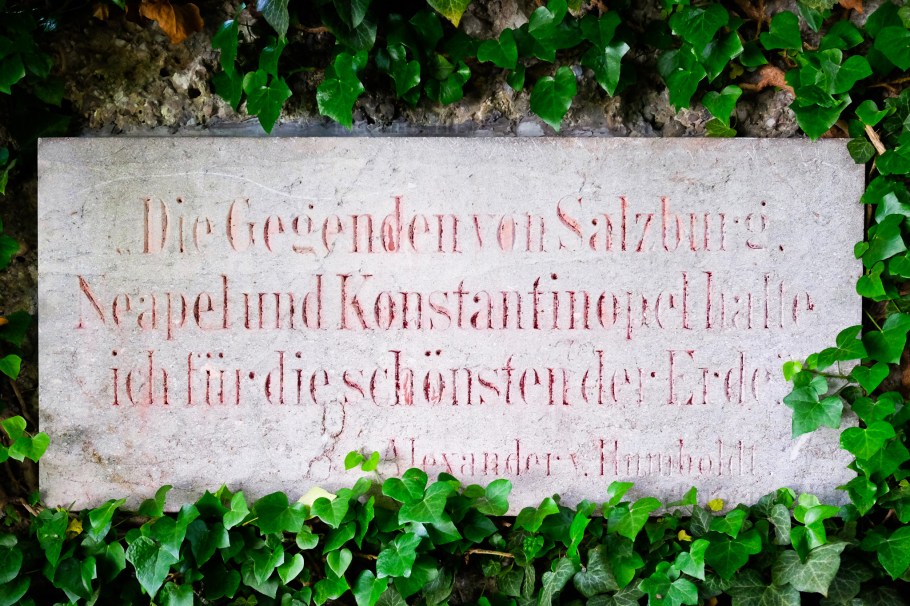 „Die Gegenden von Salzburg,
Neapel und Konstantinopel halte
ich für die schönsten der Erde“
Alexander v. Humboldt